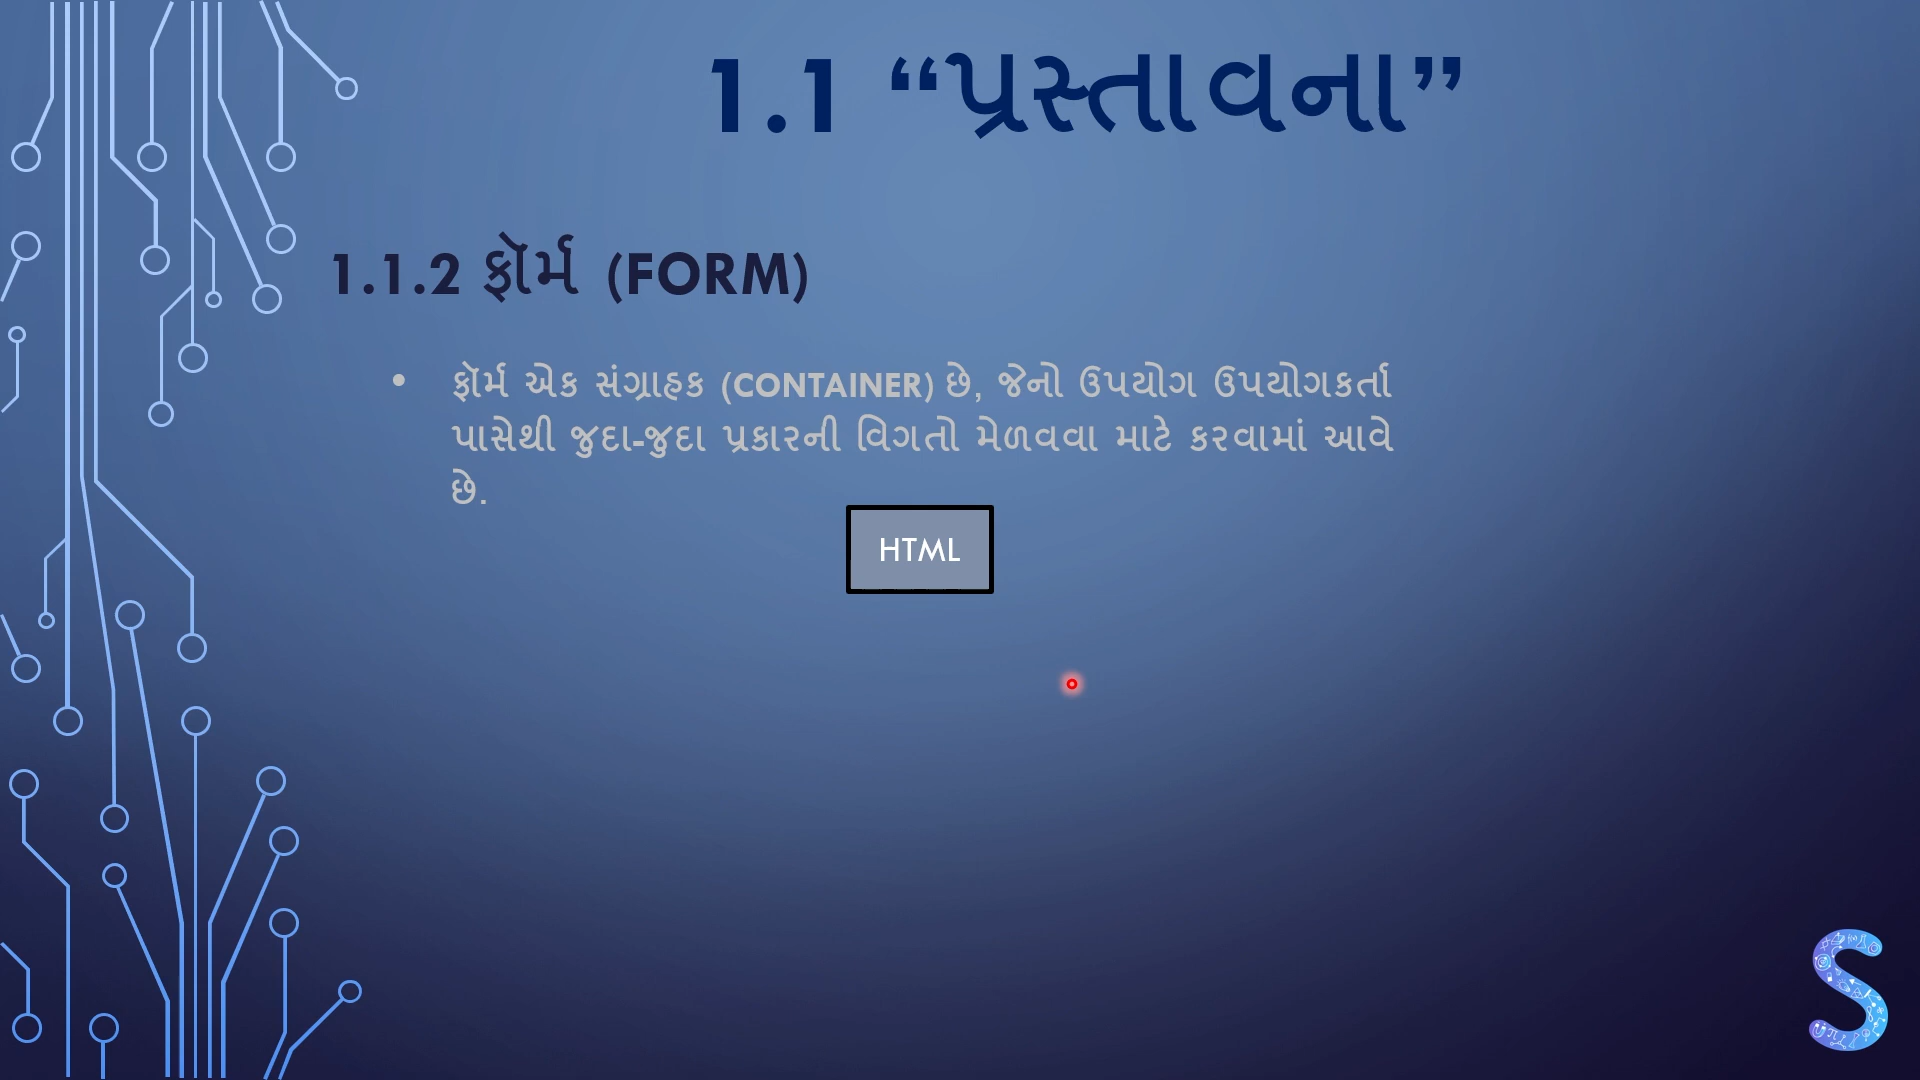 1.1 “પ્રસ્તાવના”
1.1.2 ફૉર્મ (FORM)
• ફૉર્મ એક સંગ્રાહક (CONTAINER) છે, જેનો ઉપયોગ ઉપયોગકર્તા
પાસેથી જુદા-જુદા પ્રકારની વિગતો મેળવવા માટે કરવામાં આવે
છે.
HTML
S